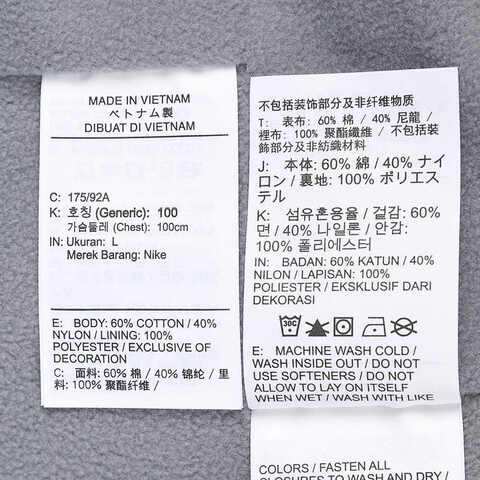 MADE IN VIETNAM
ベトナム製
DIBUAT DI VIETNAM
C: 175/92A
K: 호칭 (Generic): 100
가슴둘레 (Chest): 100cm
IN: Ukuran: L
Merek Barang: Nike
E: BODY: 60% COTTON / 40%
NYLON / LINING: 100%
POLYESTER / EXCLUSIVE OF
DECORATION
C: 面料: 60% 棉 / 40% 锦纶 / 里
料: 100% 聚酯纤维 /
不包括装饰部分及非纤维物质
T: 表布: 60% 棉 / 40% 尼龍 /
裡布: 100% 聚酯纖維 / 不包括裝
飾部分及非紡織材料
J: 本体: 60% 綿 / 40% ナイ
ロン / 裏地: 100% ポリエス
テル
K: 섬유혼용율 / 겉감: 60%
면 / 40% 나일론 / 안감:
100% 폴리에스터
IN: BADAN: 60% KATUN / 40%
NILON / LAPISAN: 100%
POLIESTER / EKSKLUSIF DARI
DEKORASI
30C
E: MACHINE WASH COLD /
WASH INSIDE OUT / DO NOT
USE SOFTENERS / DO NOT
ALLOW TO LAY ON ITSELF
WHEN WET / WASH WITH LIKE
COLORS / FASTEN ALL
CLOSURES TO WASH AND DRY /